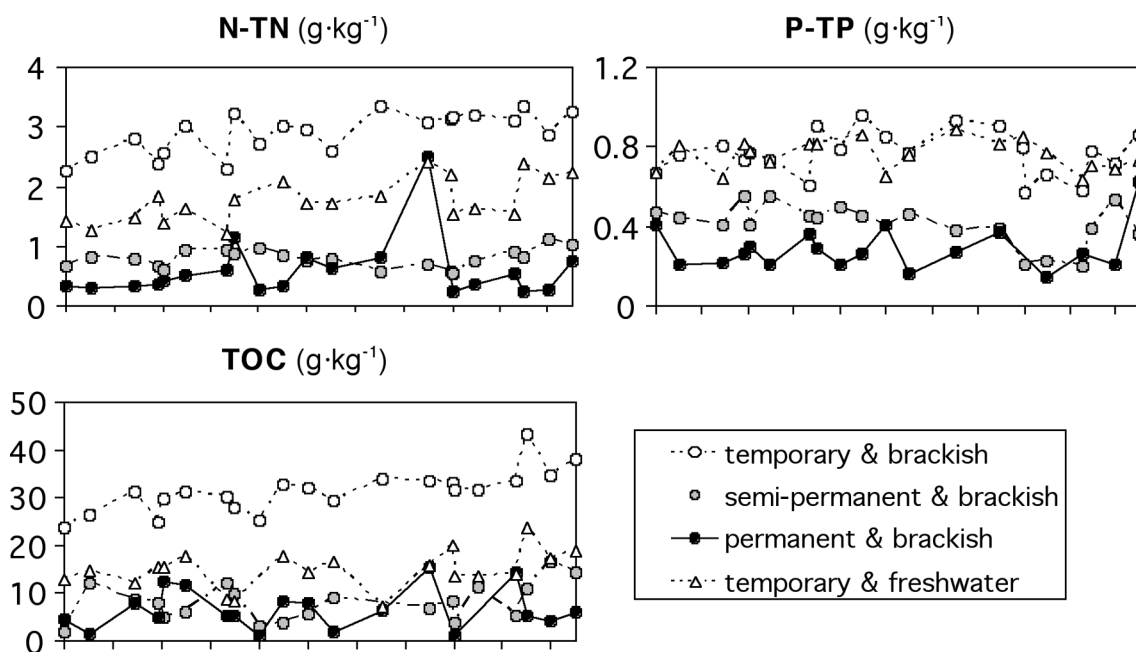 N-TN (g·kg⁻¹)
4
3
2
1
0
P-TP (g·kg⁻¹)
1.2
0.8
0.4
0
TOC (g·kg⁻¹)
50
40
30
20
10
0
temporary & brackish
semi-permanent & brackish
permanent & brackish
temporary & freshwater